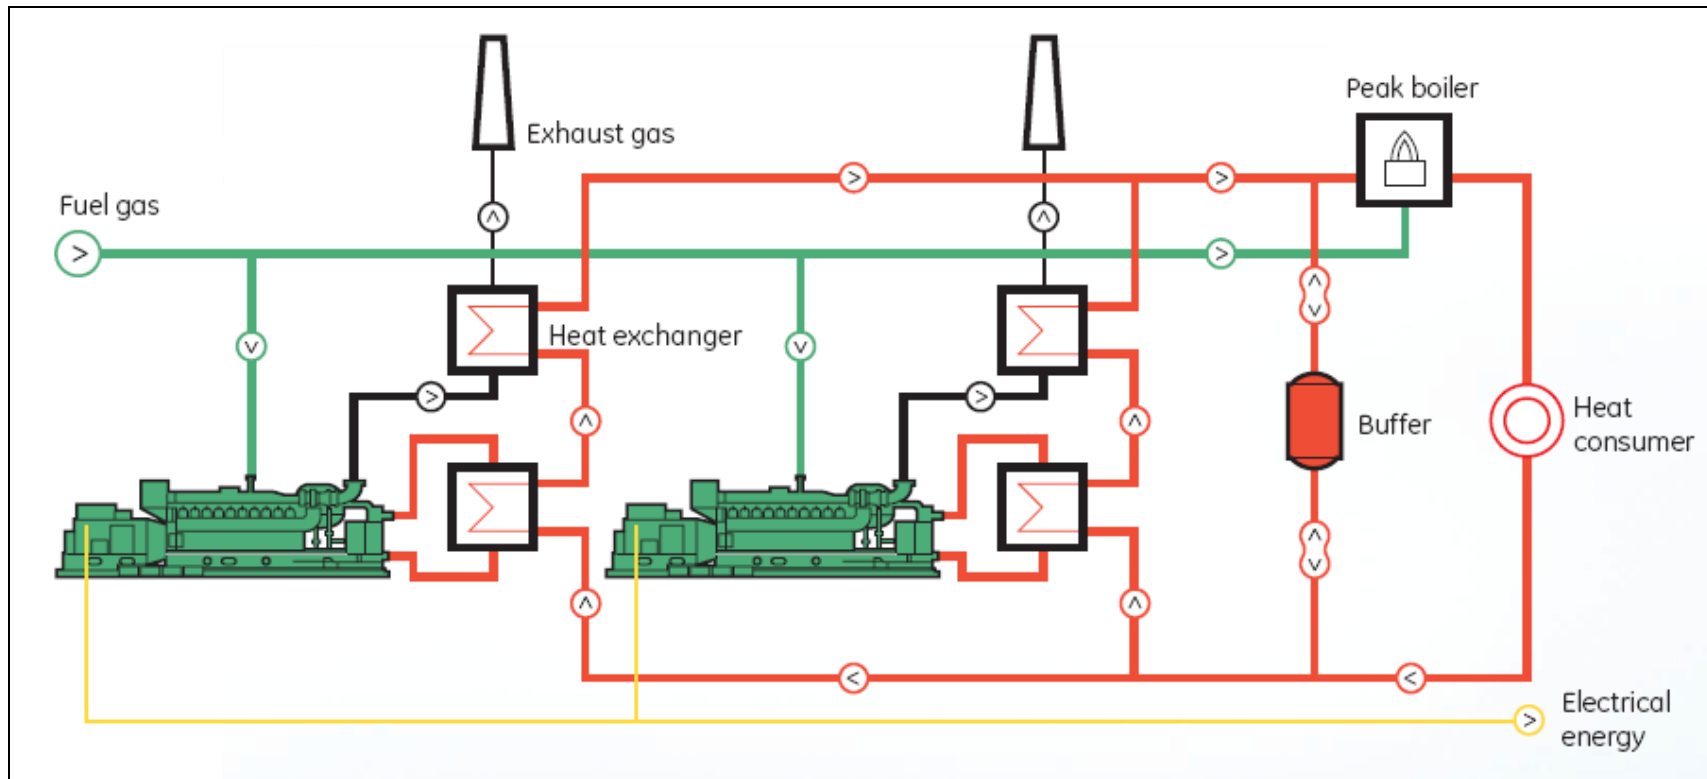 Peak boiler
Exhaust gas
Fuel gas
Heat exchanger
Buffer
Heat
consumer
Electrical
energy